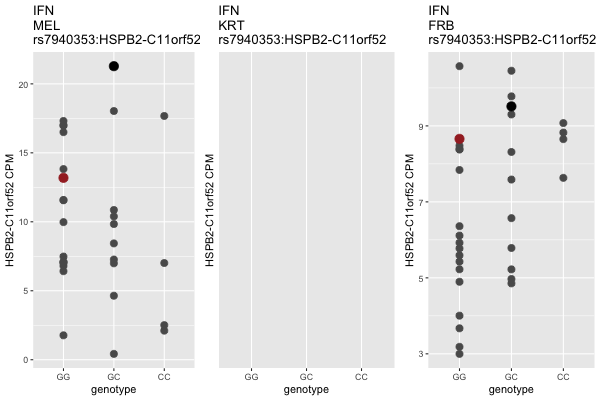 IFN
MEL
rs7940353:HSPB2-C11orf52
HSPB2-C11orf52 CPM
20
15
10
5
0
GG GC CC
genotype
IFN
KRT
rs7940353:HSPB2-C11orf52
HSPB2-C11orf52 CPM
GG GC CC
genotype
IFN
FRB
rs7940353:HSPB2-C11orf52
HSPB2-C11orf52 CPM
9
7
5
3
GG GC CC
genotype